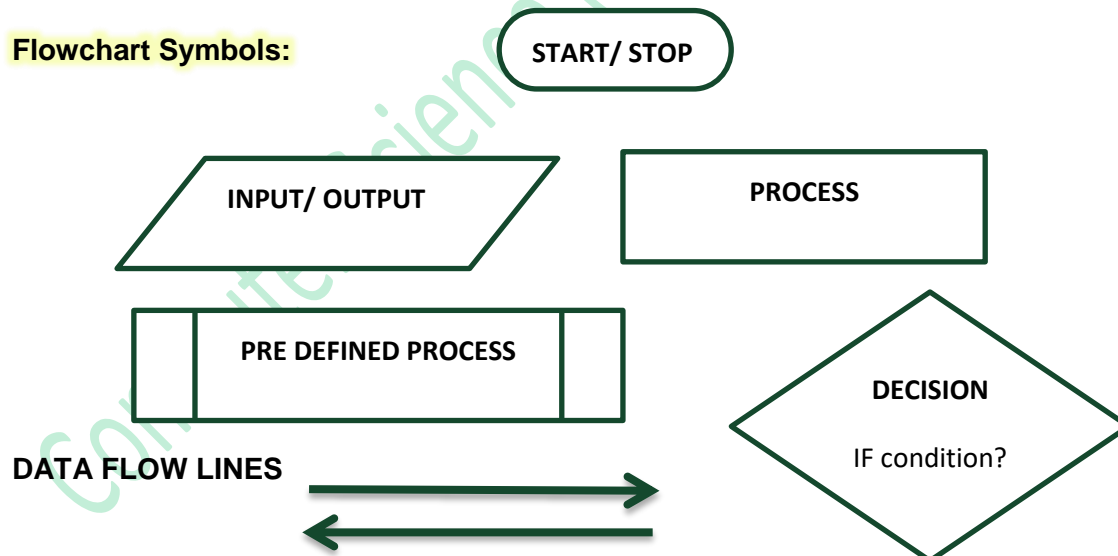 Flowchart Symbols:
START/ STOP
INPUT/ OUTPUT
PROCESS
PRE DEFINED PROCESS
DECISION
IF condition?
DATA FLOW LINES